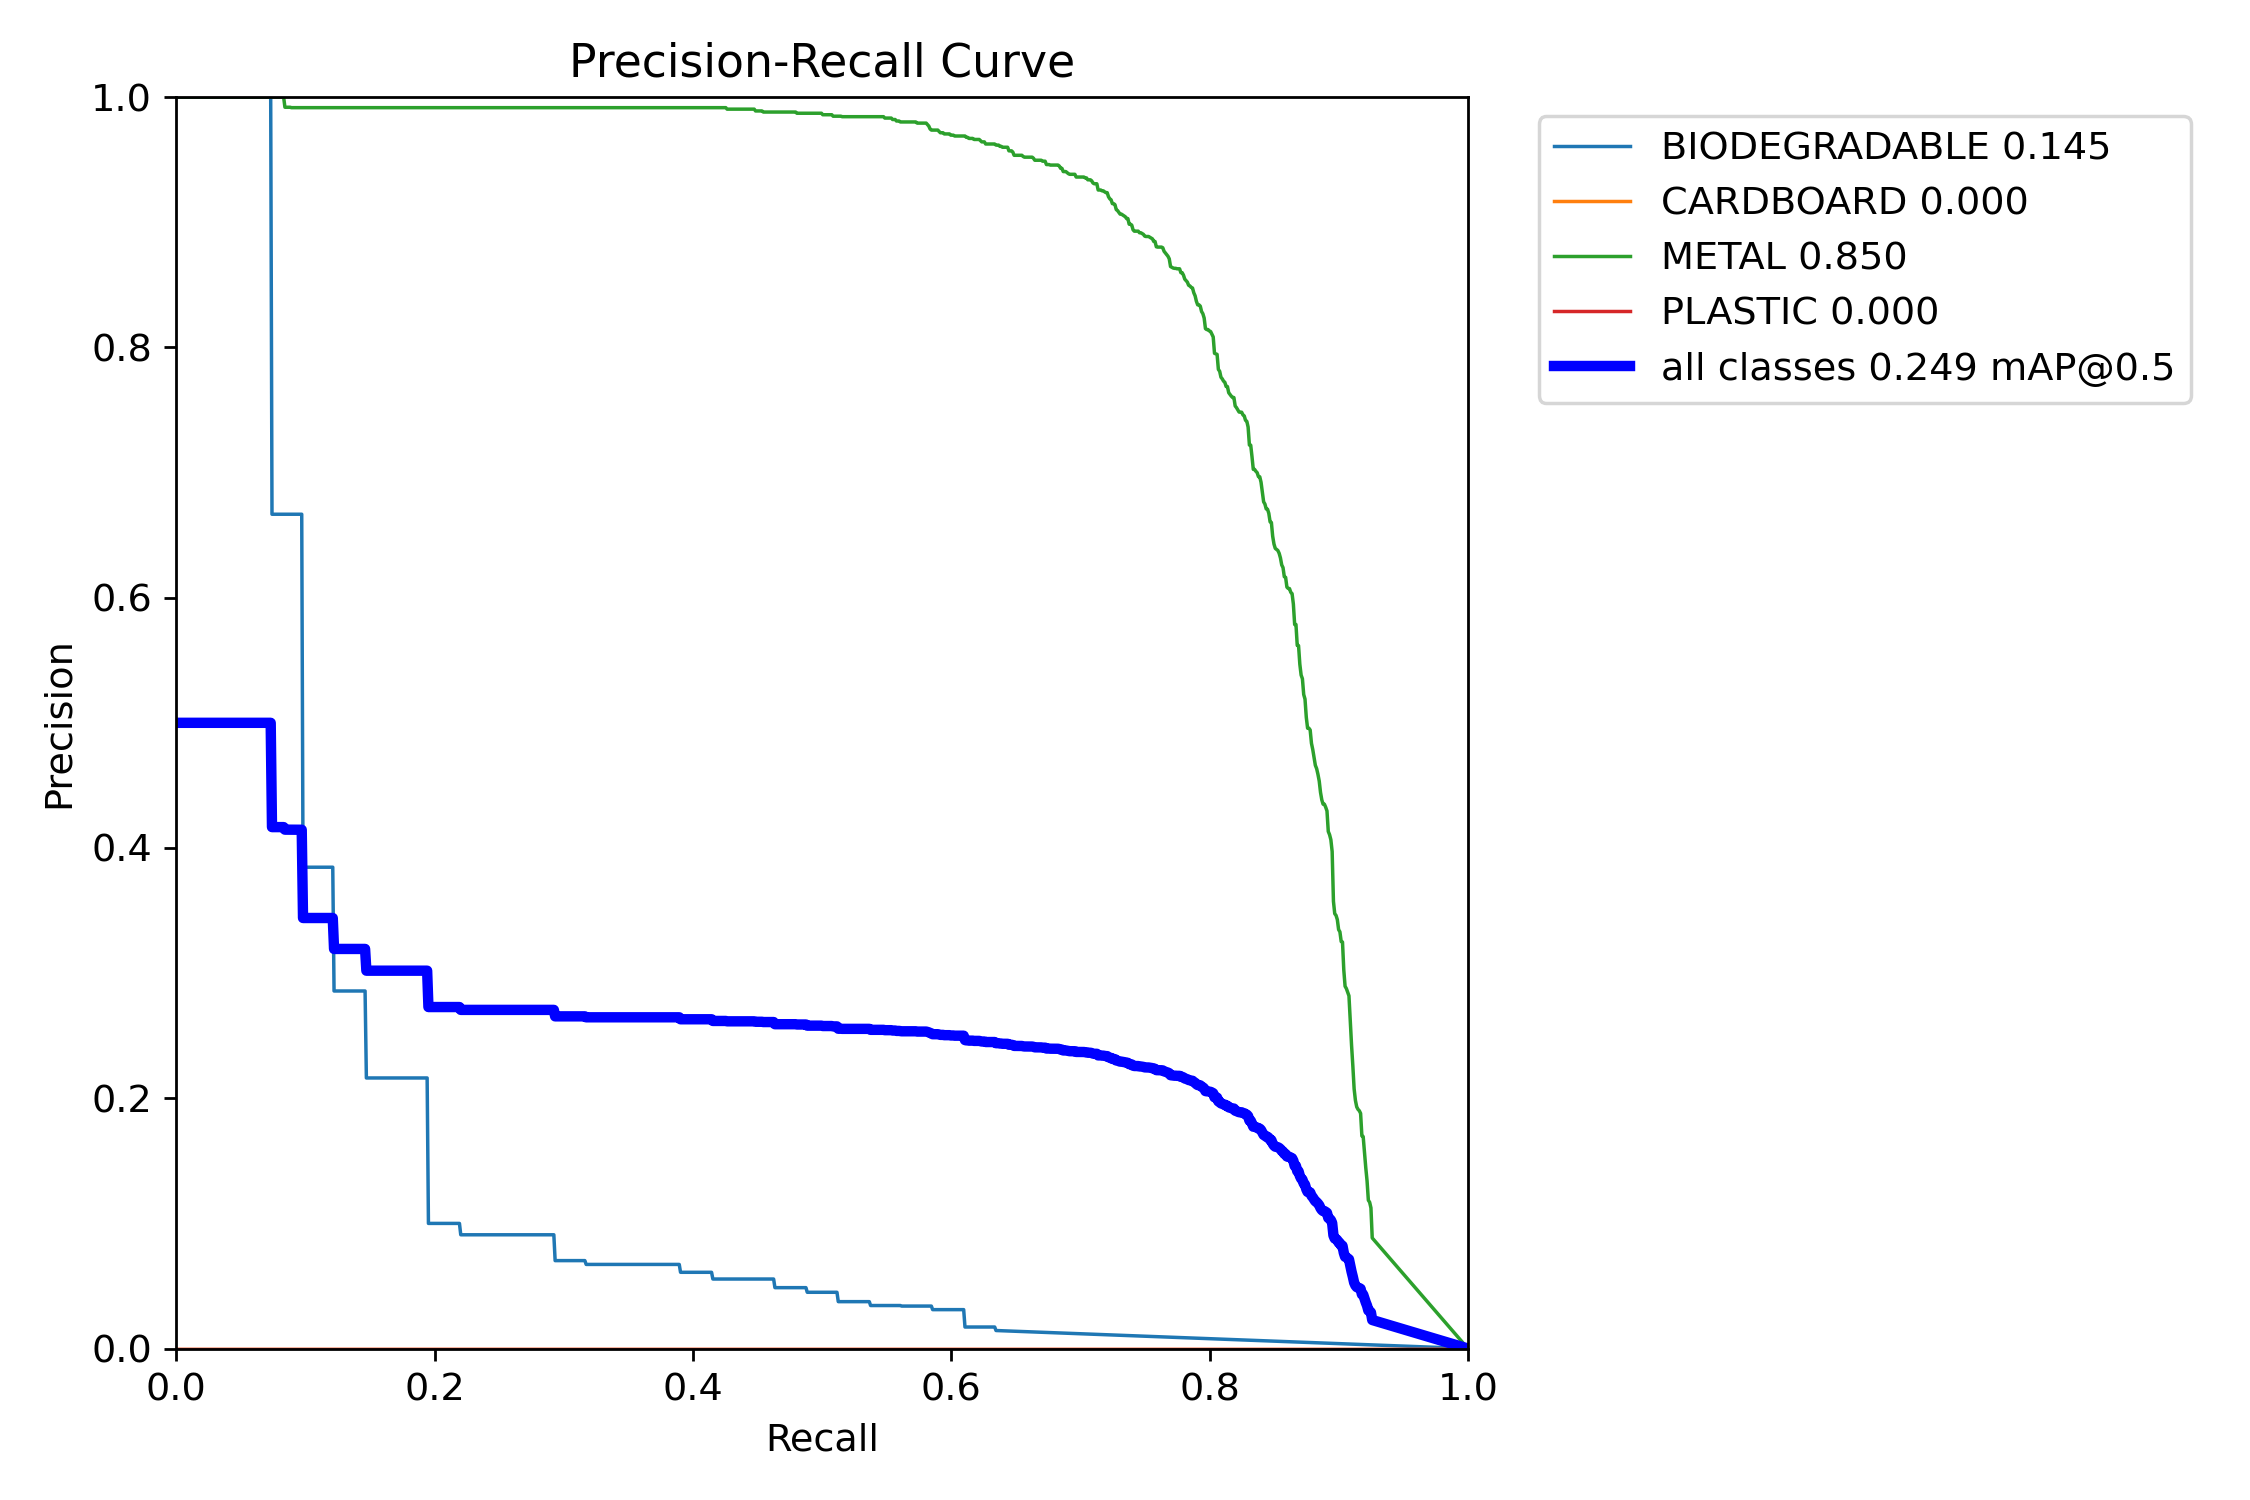 Precision-Recall Curve
1.0
0.8
0.6
0.4
0.2
0.0
Precision
0.0 0.2 0.4 0.6 0.8 1.0
Recall
BIODEGRADABLE 0.145
CARDBOARD 0.000
METAL 0.850
PLASTIC 0.000
all classes 0.249 mAP@0.5